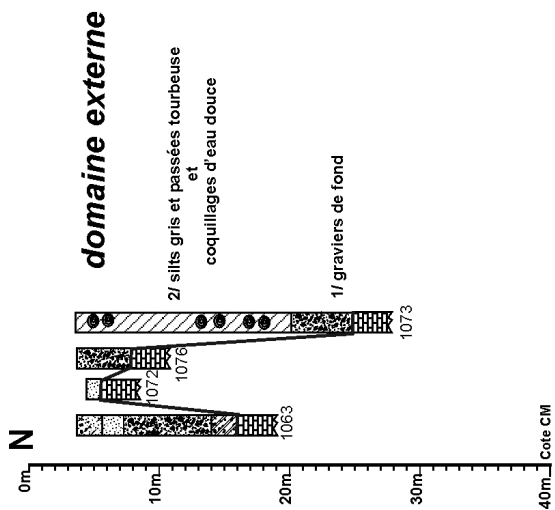 N
domaine externe
2/ silts gris et passées tourbeuse
et
coquillages d'eau douce
1/ graviers de fond
1063
1072
1076
1073
0m
10m
20m
30m
40m
Cote CM